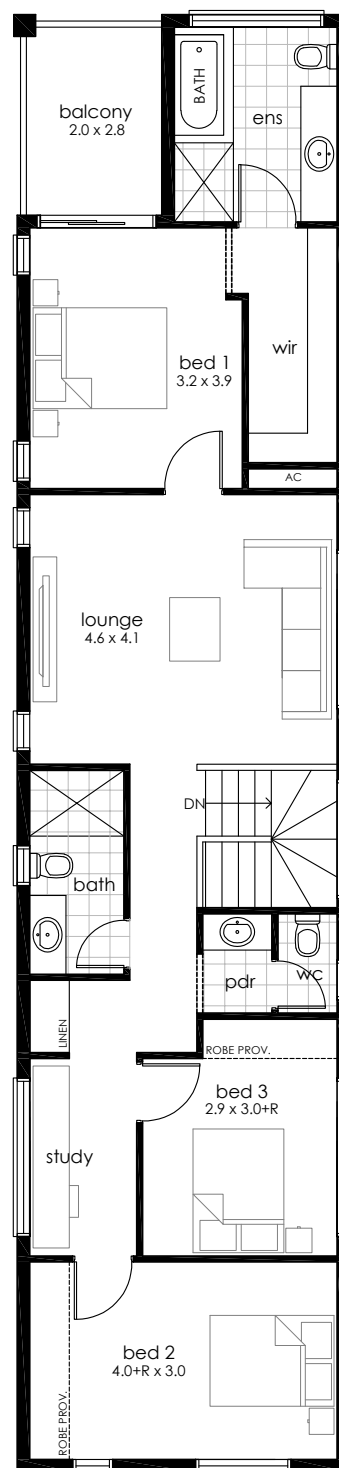 BATH
balcony
2.0 x 2.8
ens
wir
bed 1
3.2 x 3.9
AC
lounge
4.6 x 4.1
DN
bath
pdr
wc
LINEN
ROBE PROV.
bed 3
2.9 x 3.0+R
study
bed 2
4.0+R x 3.0
ROBE PROV.